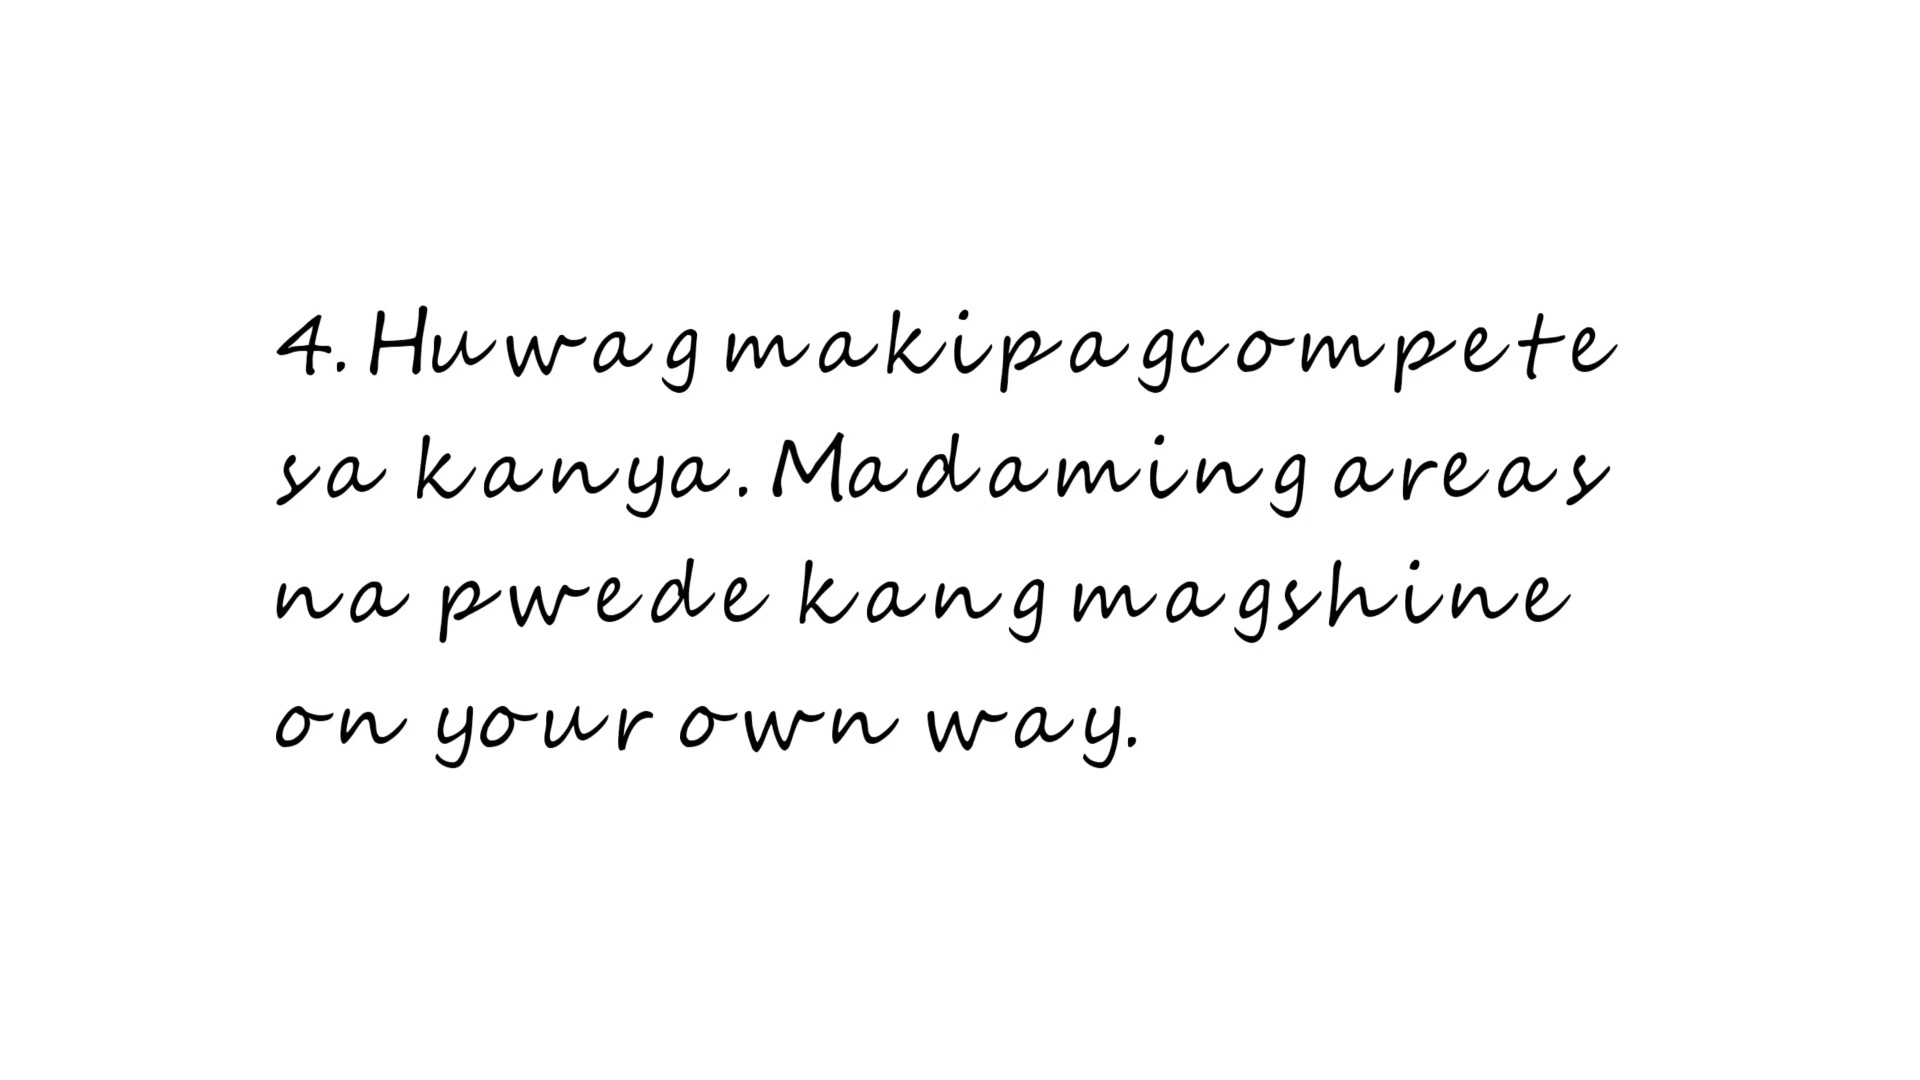 4. Huwag makipagcompete
sa kanya. Madaming areas
na pwede kang magshine
on your own way.